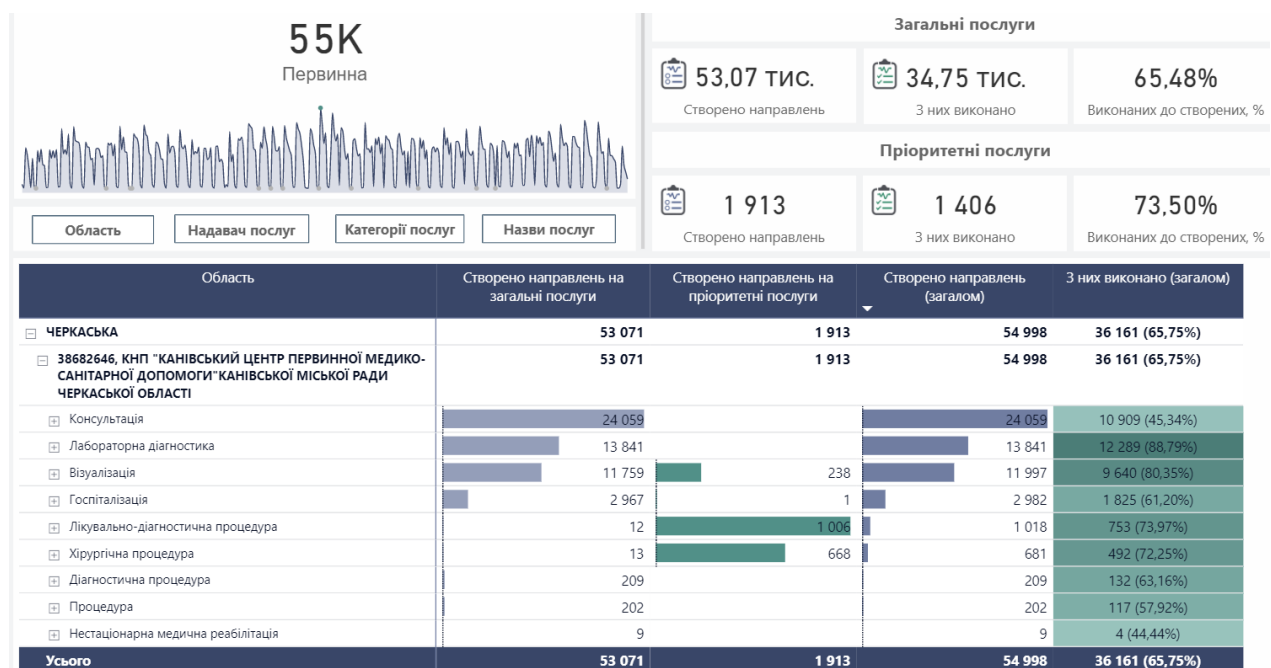 55K
Первинна
Загальні послуги
53,07 тис.
Створено направлень
34,75 тис.
З них виконано
65,48%
Виконаних до створених, %
Пріоритетні послуги
1 913
Створено направлень
1 406
З них виконано
73,50%
Виконаних до створених, %
Область
Надавач послуг
Категорії послуг
Назви послуг
Область
Створено направлень на
загальні послуги
Створено направлень на
пріоритетні послуги
Створено направлень
(загалом)
З них виконано (загалом)
ЧЕРКАСЬКА 53 071 1 913 54 998 36 161 (65,75%)
38682646, КНП "КАНІВСЬКИЙ ЦЕНТР ПЕРВИННОЇ МЕДИКО- 53 071 1 913 54 998 36 161 (65,75%)
САНІТАРНОЇ ДОПОМОГИ"КАНІВСЬКОЇ МІСЬКОЇ РАДИ
ЧЕРКАСЬКОЇ ОБЛАСТІ
Консультація 24 059 24 059 10 909 (45,34%)
Лабораторна діагностика 13 841 13 841 12 289 (88,79%)
Візуалізація 11 759 238 11 997 9 640 (80,35%)
Госпіталізація 2 967 1 2 982 1 825 (61,20%)
Лікувально-діагностична процедура 12 1 006 1 018 753 (73,97%)
Хірургічна процедура 13 668 681 492 (72,25%)
Діагностична процедура 209 209 132 (63,16%)
Процедура 202 202 117 (57,92%)
Нестаціонарна медична реабілітація 9 9 4 (44,44%)
Усього 53 071 1 913 54 998 36 161 (65,75%)